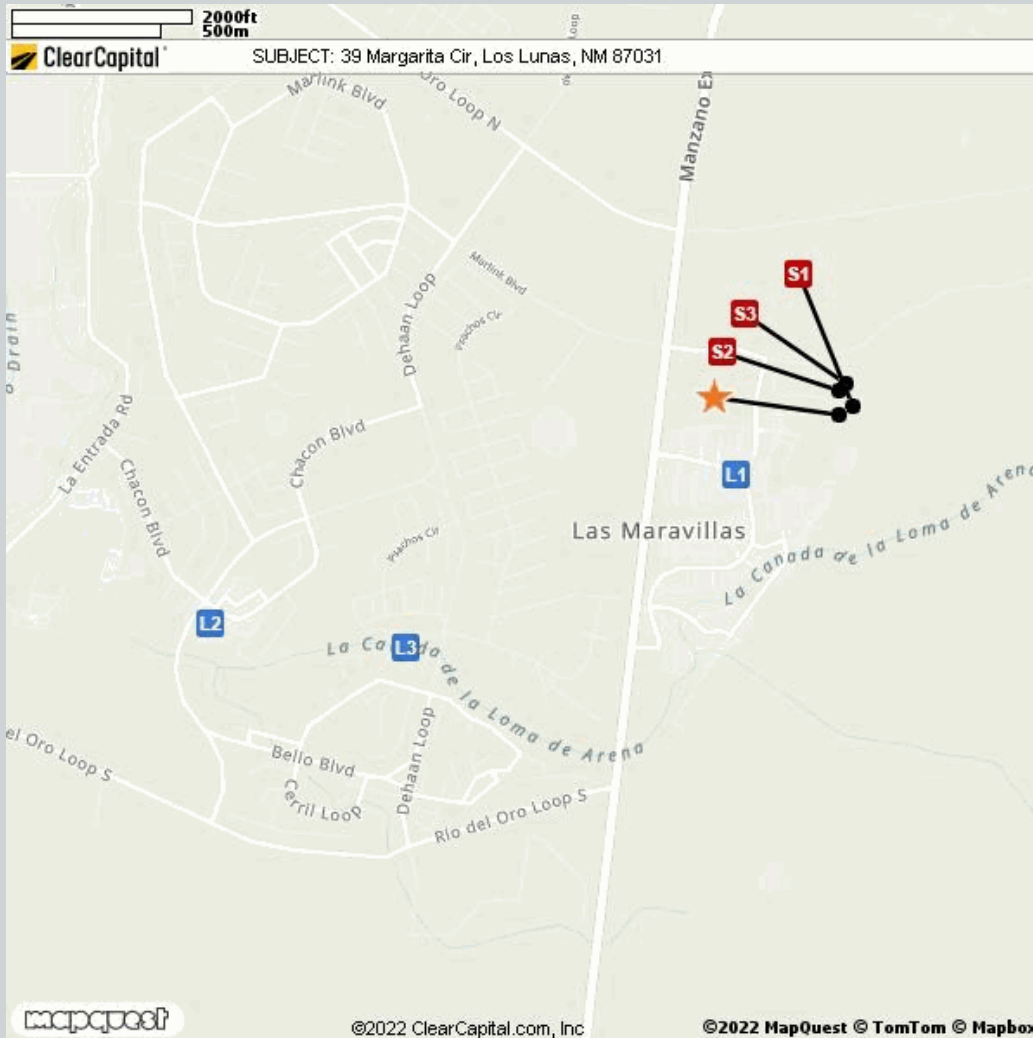 2000ft
500m
ClearCapital
SUBJECT: 39 Margarita Cir, Los Lunas, NM 87031
Loop
Marlink Blvd
Oro Loop N
Manzano Ex
S1
Marlink Blvd
Dehaan Loop
S3
Drain
S2
La Entrada Rd
Chacon Blvd
Chacon Blvd
L1
Las Maravillas
La Canada de la Loma de Arena
L2
L3
La Canada de la Loma de Arena
el Oro Loop S
Bello Blvd
Dehaan Loop
Cerril Loop
Rio del Oro Loop S
mapquest
©2022 ClearCapital.com, Inc
©2022 MapQuest © TomTom © Mapbox